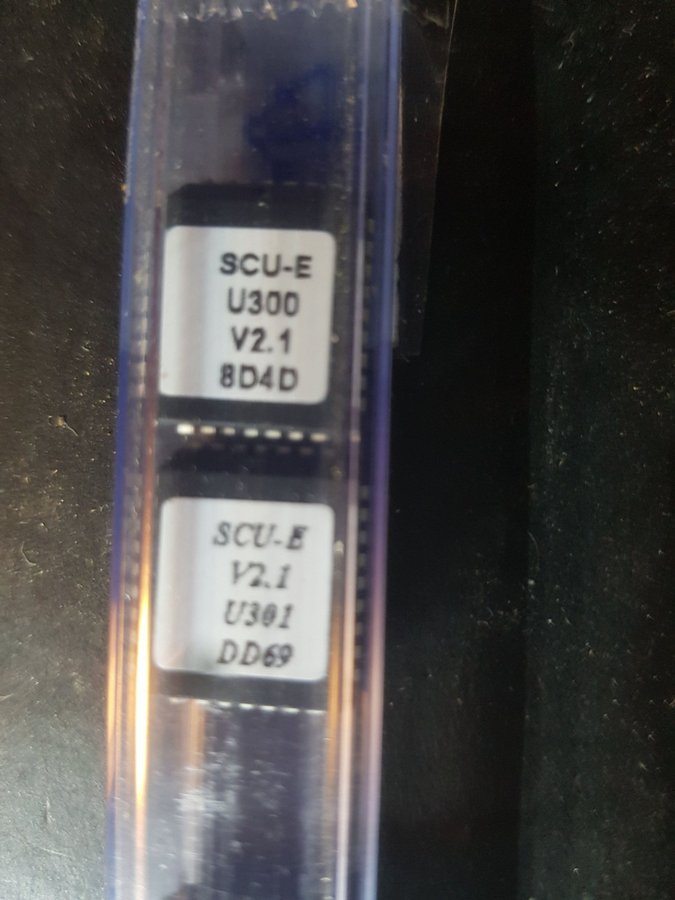 SCU-E
U300
V2.1
8D4D
SCU-E
V2.1
U301
DD69